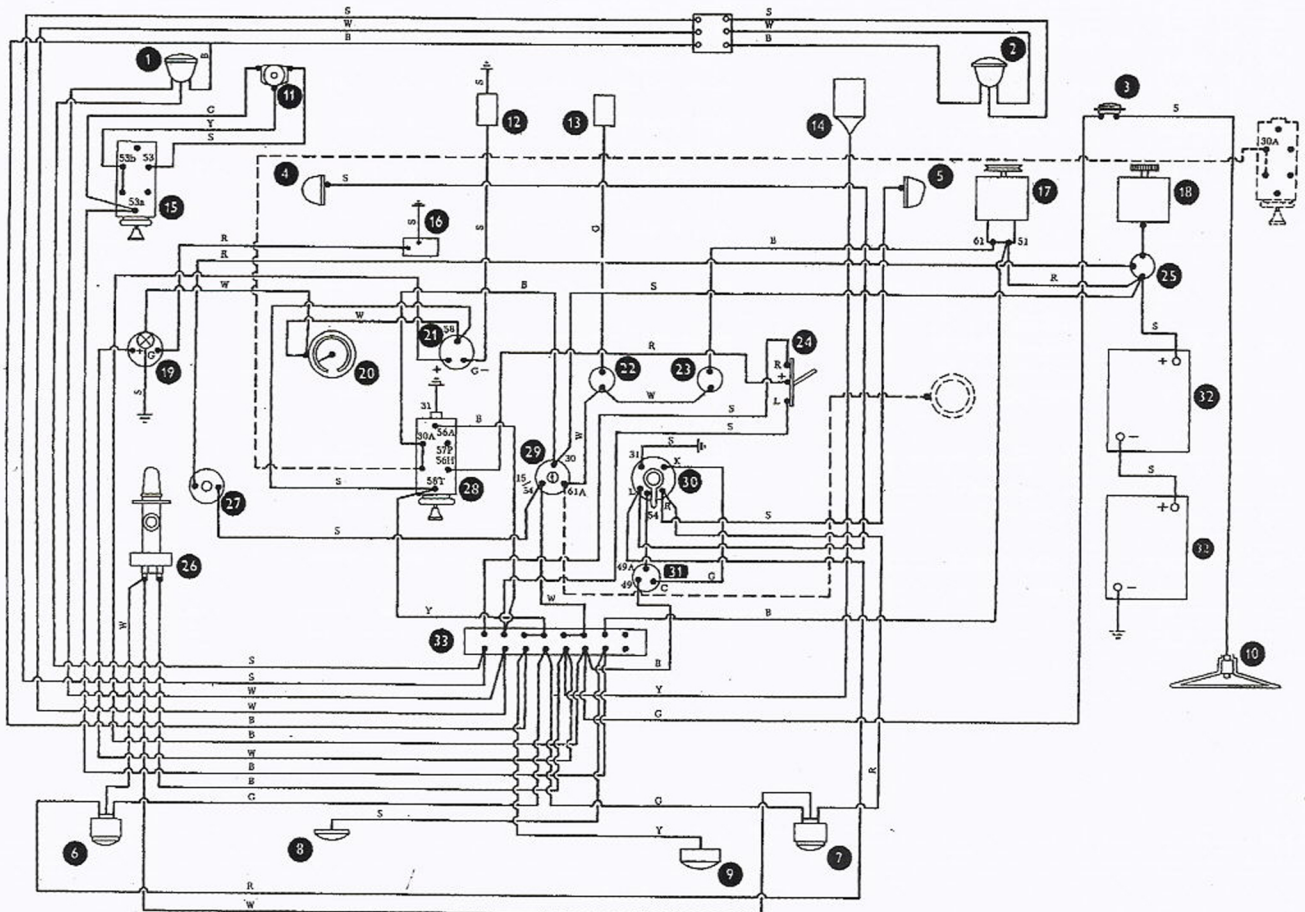 S
W
B
S
W
B
1
B
11
G
Y
S
53b
53
53a
15
S
12
13
14
2
3
S
30A
4
S
5
16
S
R
R
S
G
17
61
51
B
18
25
R
S
W
B
S
19
+
G
S
20
W
21
58
+
G-
22
W
23
R
24
R
+
L
S
S
+
32
-
S
31
30A
56A
57P
B
S
28
29
30
15
54
61A
W
31
S
X
30
L
54
R
S
27
S
49A
49
31
C
G
+
32
-
26
W
Y
W
33
B
B
S
S
W
W
B
B
W
B
B
G
Y
G
G
R
10
6
S
8
Y
9
7
R
W